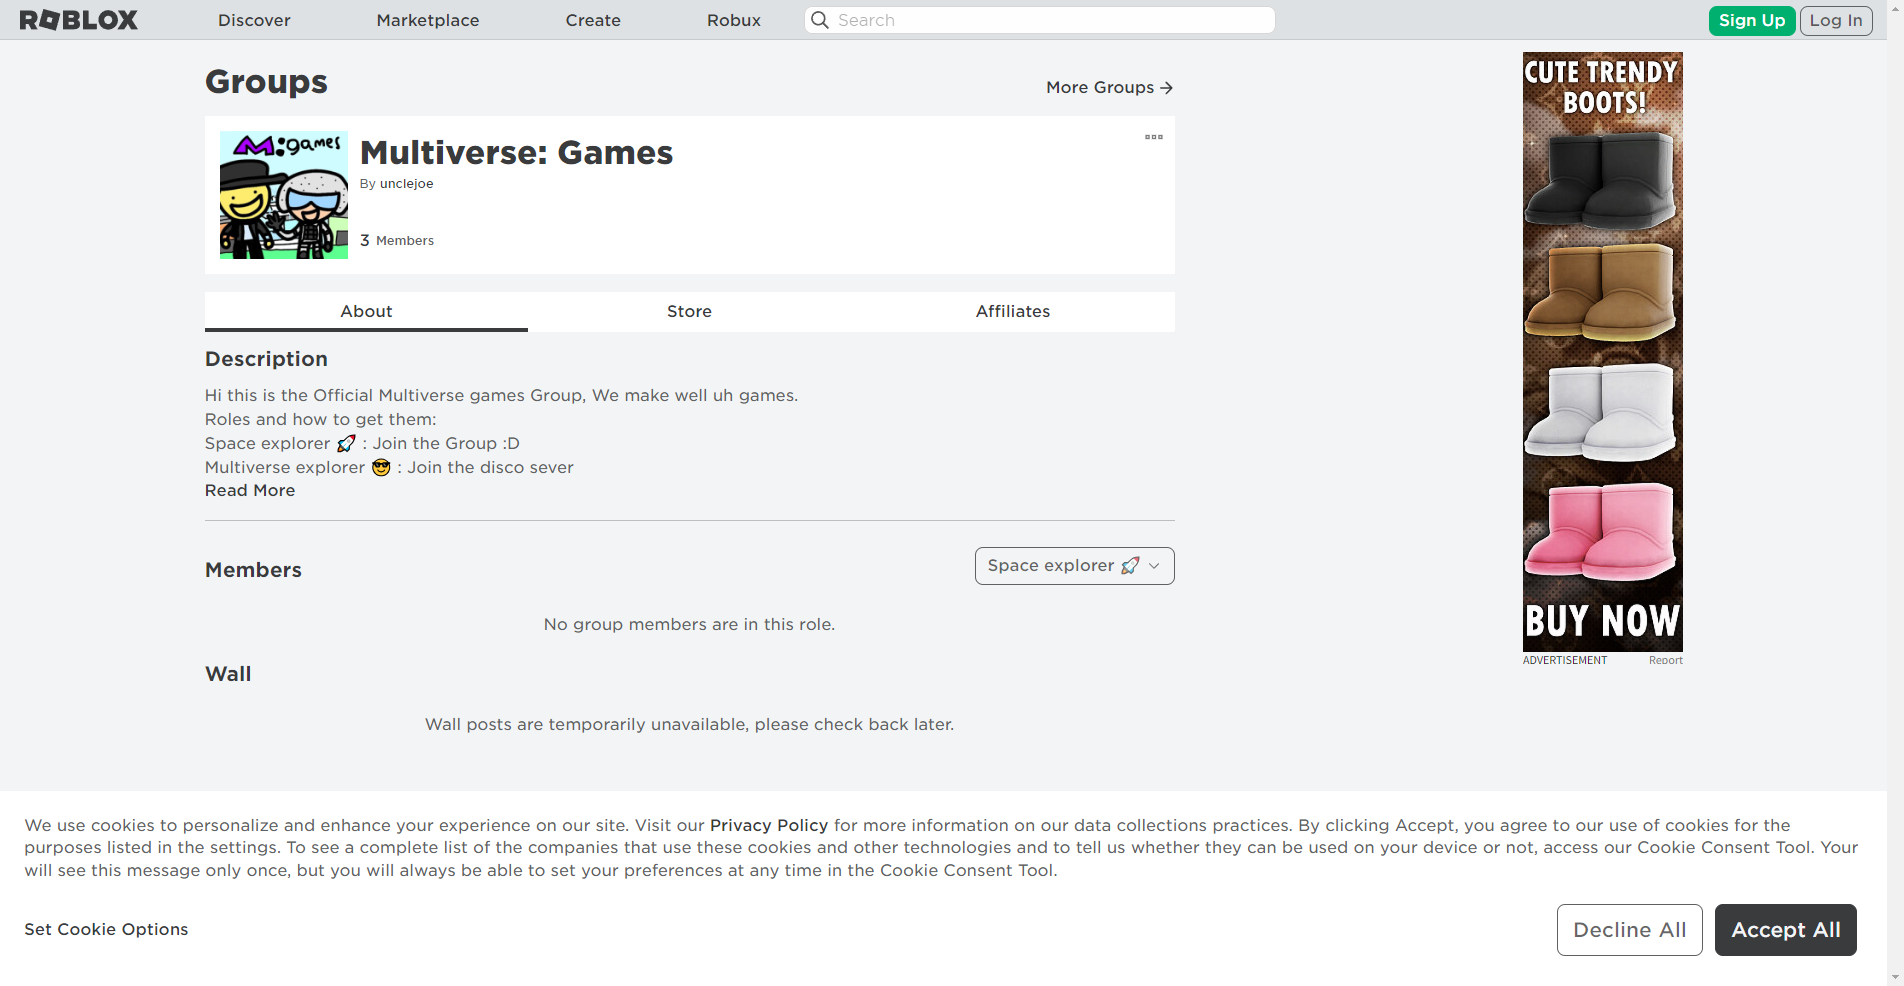 ROBLOX
Discover
Marketplace
Create
Robux
Search
Sign Up
Log In
Groups
More Groups →
M:games
Multiverse: Games
By unclejoe
3 Members
About
Store
Affiliates
Description
Hi this is the Official Multiverse games Group, We make well uh games.
Roles and how to get them:
Space explorer 🚀 : Join the Group :D
Multiverse explorer 😎 : Join the disco sever
Read More
Members
Space explorer 🚀
No group members are in this role.
Wall
Wall posts are temporarily unavailable, please check back later.
CUTE TRENDY
BOOTS!
BUY NOW
ADVERTISEMENT
Report
We use cookies to personalize and enhance your experience on our site. Visit our Privacy Policy for more information on our data collections practices. By clicking Accept, you agree to our use of cookies for the
purposes listed in the settings. To see a complete list of the companies that use these cookies and other technologies and to tell us whether they can be used on your device or not, access our Cookie Consent Tool. Your
will see this message only once, but you will always be able to set your preferences at any time in the Cookie Consent Tool.
Set Cookie Options
Decline All
Accept All